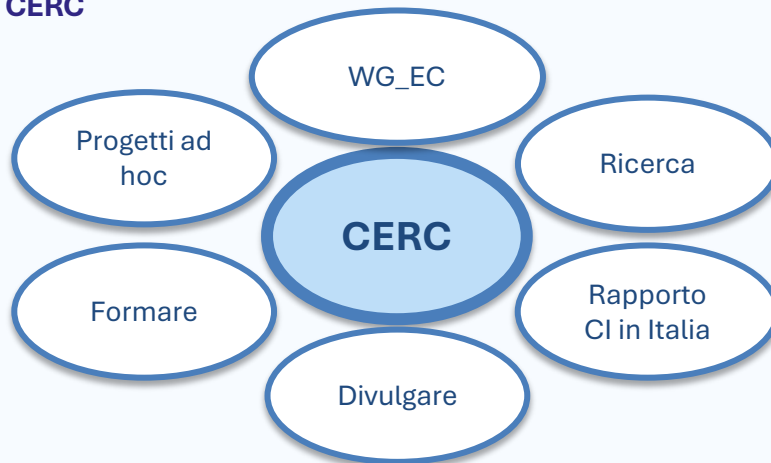 CERC
WG_EC
Progetti ad
hoc
Ricerca
CERC
Formare
Rapporto
CI in Italia
Divulgare